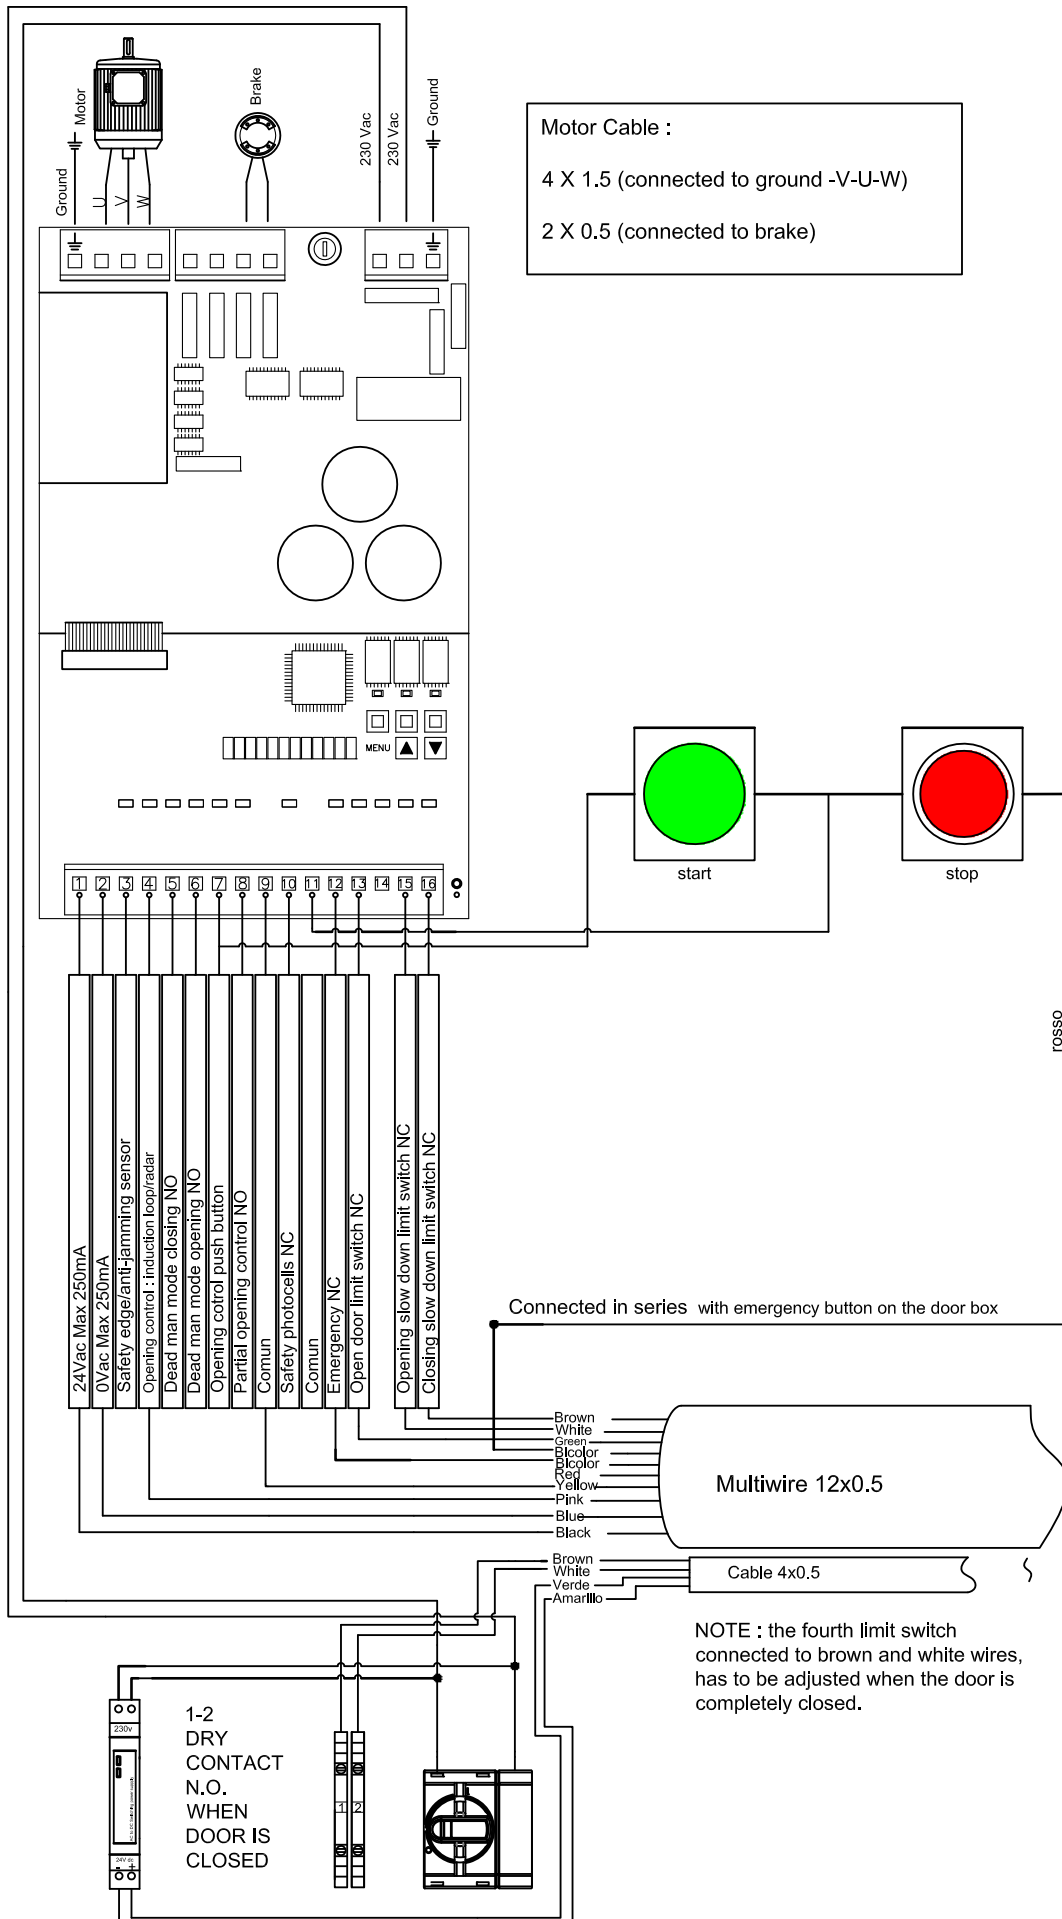 Motor
Ground
U
V
W
Brake
230 Vac
230 Vac
Ground
Motor Cable :
4 X 1.5 (connected to ground -V-U-W)
2 X 0.5 (connected to brake)
MENU
start
stop
1 2 3 4 5 6 7 8 9 10 11 12 13 14 15 16
rosso
24Vac Max 250mA
0Vac Max 250mA
Safety edge/anti-jamming sensor
Opening control : induction loop/radar
Dead man mode closing NO
Dead man mode opening NO
Opening cotrol push button
Partial opening control NO
Comun
Safety photocells NC
Comun
Emergency NC
Open door limit switch NC
Opening slow down limit switch NC
Closing slow down limit switch NC
Connected in series with emergency button on the door box
Brown
White
Green
Bicolor
Bicolor
Red
Yellow
Pink
Blue
Black
Multiwire 12x0.5
Brown
White
Verde
Amarillo
Cable 4x0.5
NOTE : the fourth limit switch
connected to brown and white wires,
has to be adjusted when the door is
completely closed.
230v
24V dc
- +
1-2
DRY
CONTACT
N.O.
WHEN
DOOR IS
CLOSED
1
2